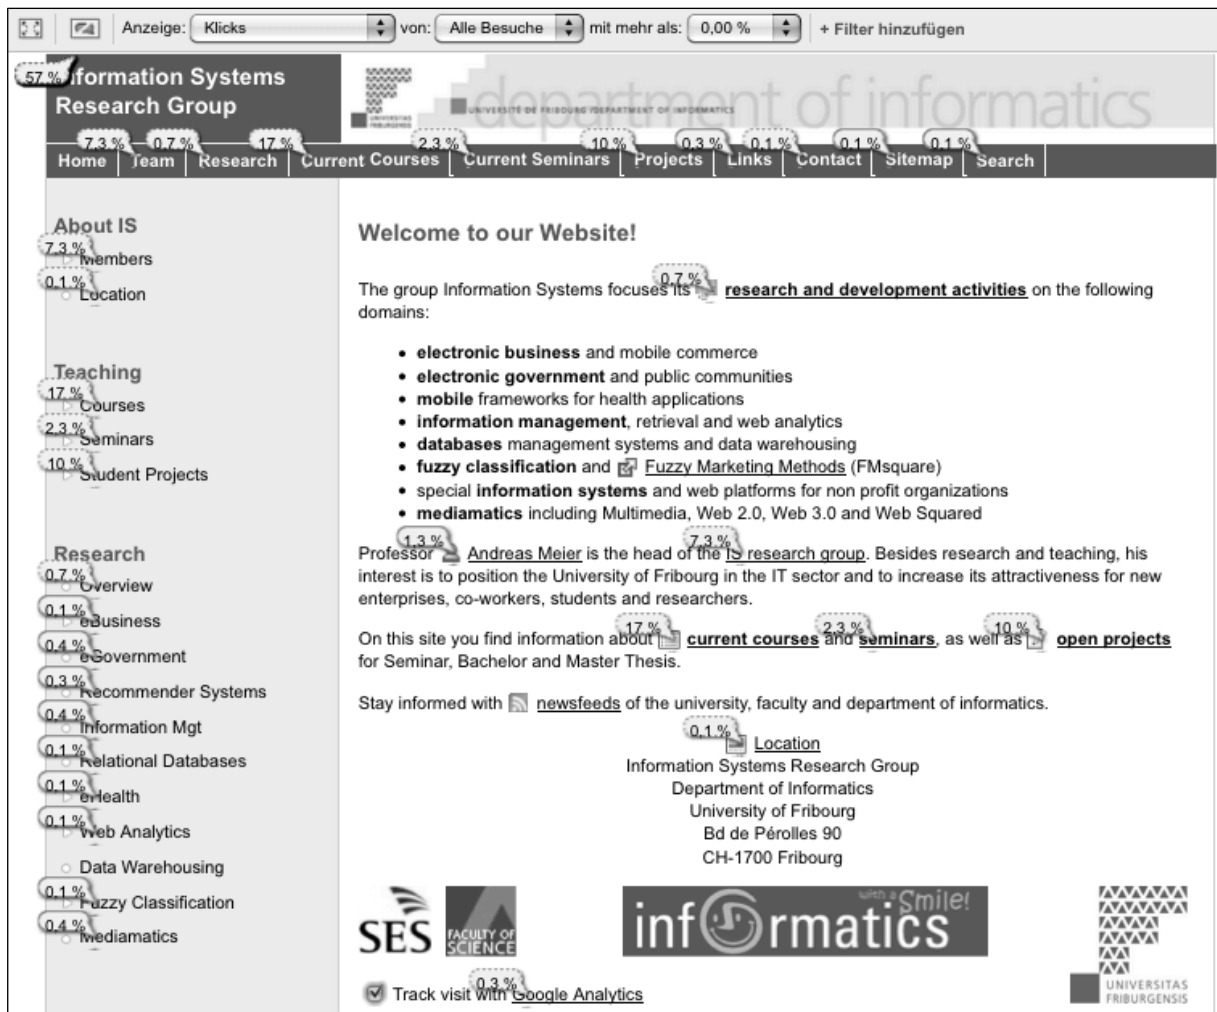 Anzeige: Klicks von: Alle Besuche mit mehr als: 0,00 % + Filter hinzufügen
57 % Information Systems
Research Group
UNIVERSITÉ DE FRIBOURG / DEPARTMENT OF INFORMATICS
department of informatics
7,3 % 0,7 % 17 % 2,3 % 10 % 0,3 % 0,1 % 0,1 % 0,1 %
Home Team Research Current Courses Current Seminars Projects Links Contact Sitemap Search
About IS
7,3 % Members
0,1 % Location
Teaching
17 % Courses
2,3 % Seminars
10 % Student Projects
Research
0,7 % Overview
0,1 % eBusiness
0,4 % eGovernment
0,3 % Recommender Systems
0,4 % Information Mgt
0,1 % Relational Databases
0,1 % eHealth
0,1 % Web Analytics
Data Warehousing
0,1 % Fuzzy Classification
0,4 % Mediamatics
Welcome to our Website!
0,7 %
The group Information Systems focuses its research and development activities on the following
domains:
• electronic business and mobile commerce
• electronic government and public communities
• mobile frameworks for health applications
• information management, retrieval and web analytics
• databases management systems and data warehousing
• fuzzy classification and Fuzzy Marketing Methods (FMsquare)
• special information systems and web platforms for non profit organizations
• mediamatics including Multimedia, Web 2.0, Web 3.0 and Web Squared
1,3 % 7,3 %
Professor Andreas Meier is the head of the IS research group. Besides research and teaching, his
interest is to position the University of Fribourg in the IT sector and to increase its attractiveness for new
enterprises, co-workers, students and researchers.
17 % 2,3 % 10 %
On this site you find information about current courses and seminars, as well as open projects
for Seminar, Bachelor and Master Thesis.
Stay informed with newsfeeds of the university, faculty and department of informatics.
0,1 %
Location
Information Systems Research Group
Department of Informatics
University of Fribourg
Bd de Pérolles 90
CH-1700 Fribourg
SES
FACULTY OF
SCIENCE
with a Smile!
informatics
UNIVERSITAS
FRIBURGENSIS
0,3 %
Track visit with Google Analytics